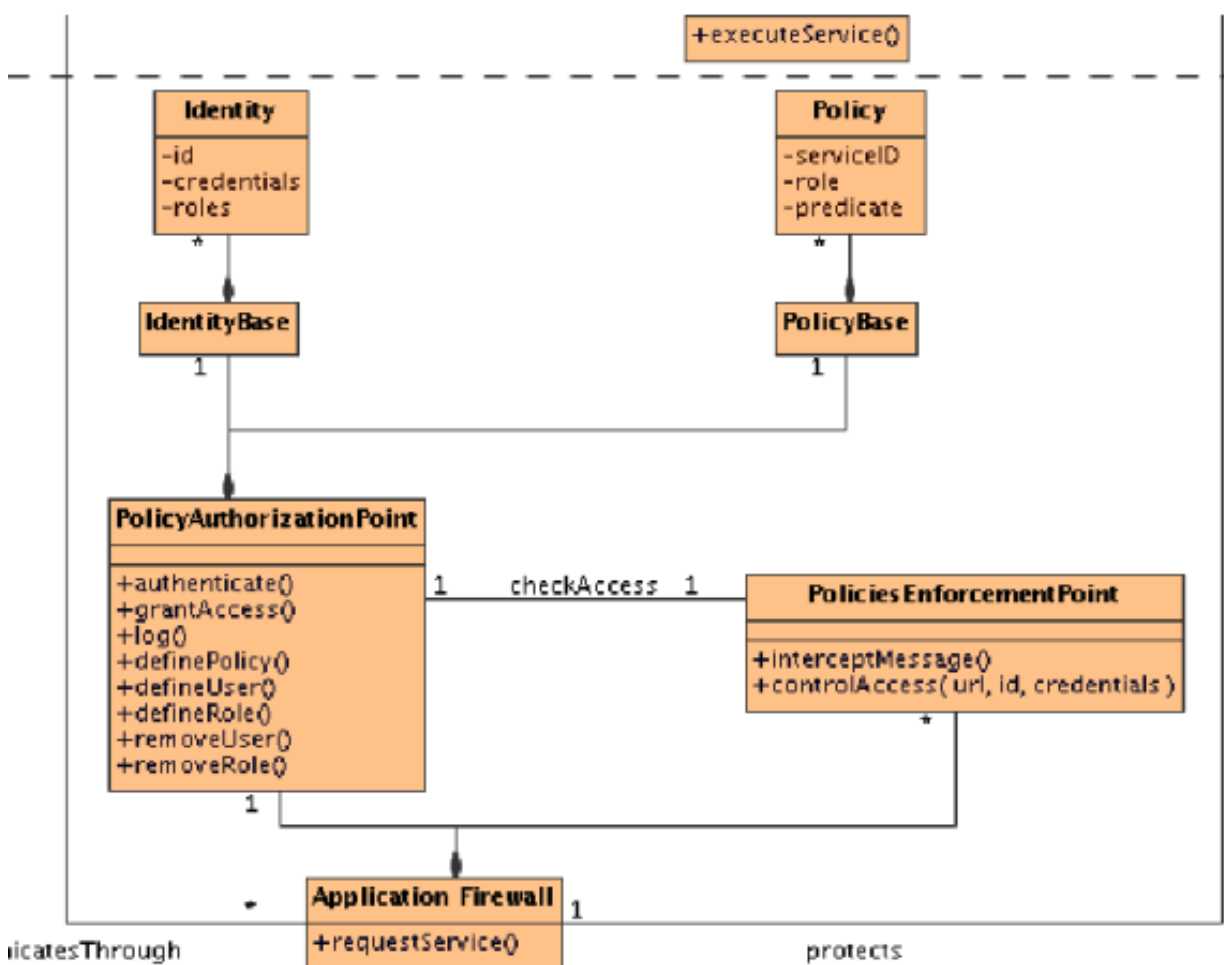 +executeService()
Identity
-id
-credentials
-roles
*
Policy
-serviceID
-role
-predicate
*
IdentityBase
1
PolicyBase
1
PolicyAuthorizationPoint
+authenticate()
+grantAccess()
+log()
+definePolicy()
+defineUser()
+defineRole()
+removeUser()
+removeRole()
1
1 checkAccess 1
PoliciesEnforcementPoint
+interceptMessage()
+controlAccess( url, id, credentials )
*
*
Application Firewall
1
+requestService()
icatesThrough
protects